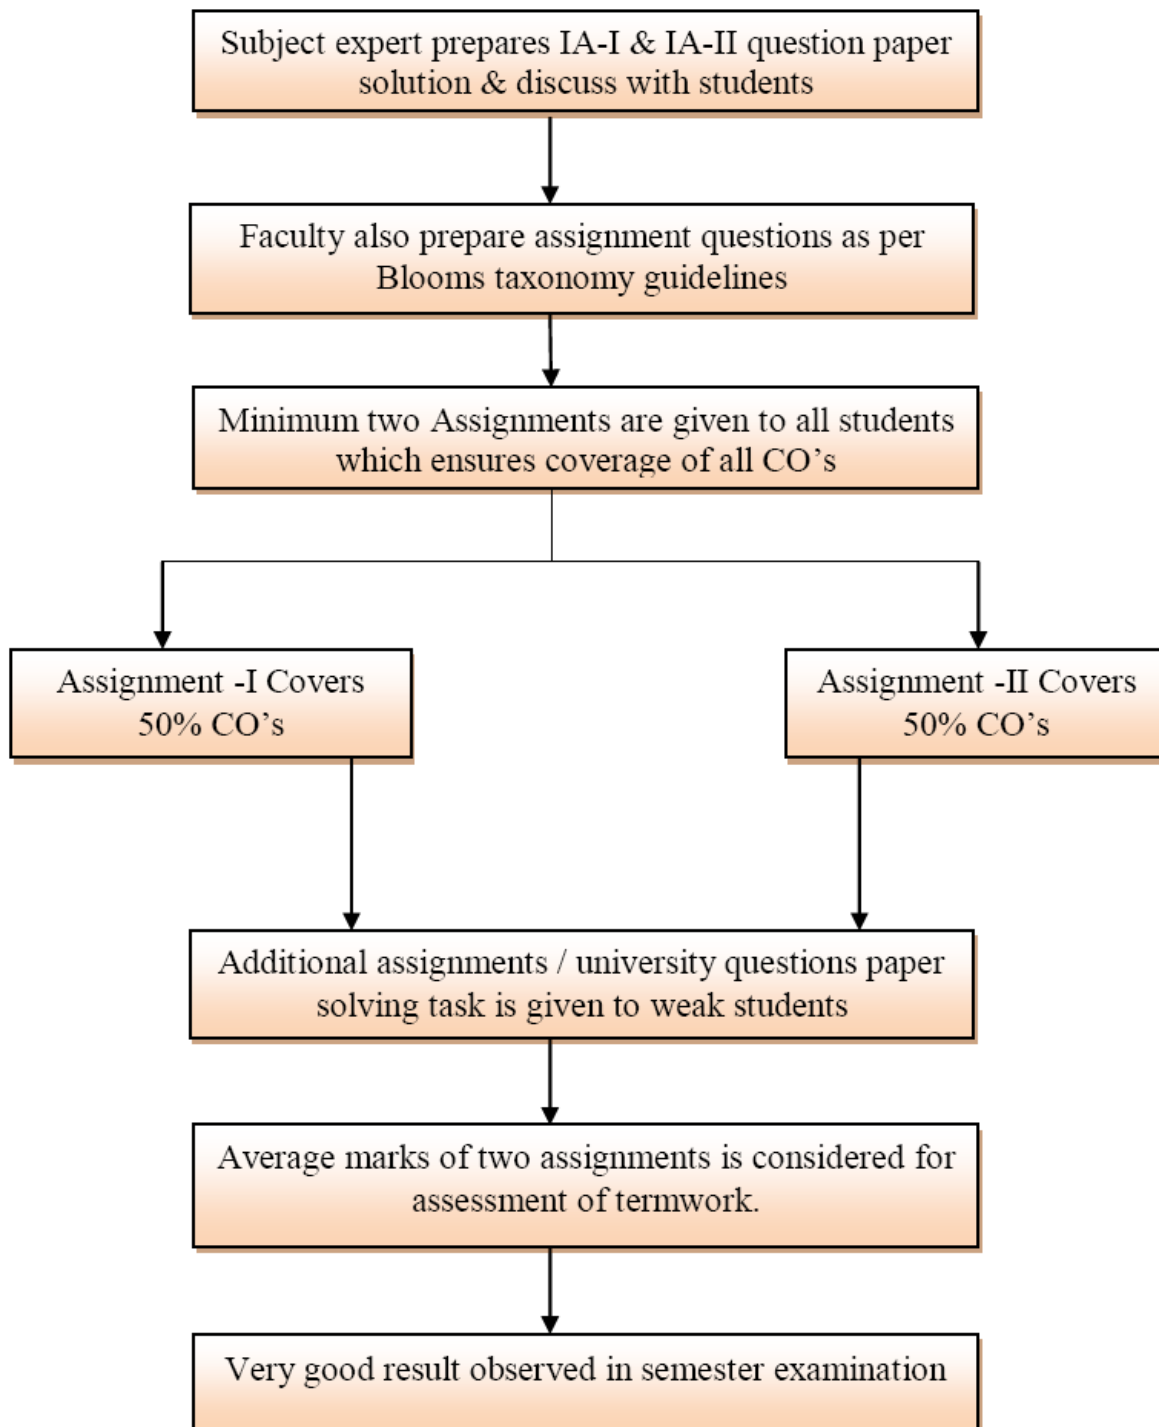 Subject expert prepares IA-I & IA-II question paper
solution & discuss with students
Faculty also prepare assignment questions as per
Blooms taxonomy guidelines
Minimum two Assignments are given to all students
which ensures coverage of all CO’s
Assignment -I Covers
50% CO’s
Assignment -II Covers
50% CO’s
Additional assignments / university questions paper
solving task is given to weak students
Average marks of two assignments is considered for
assessment of termwork.
Very good result observed in semester examination